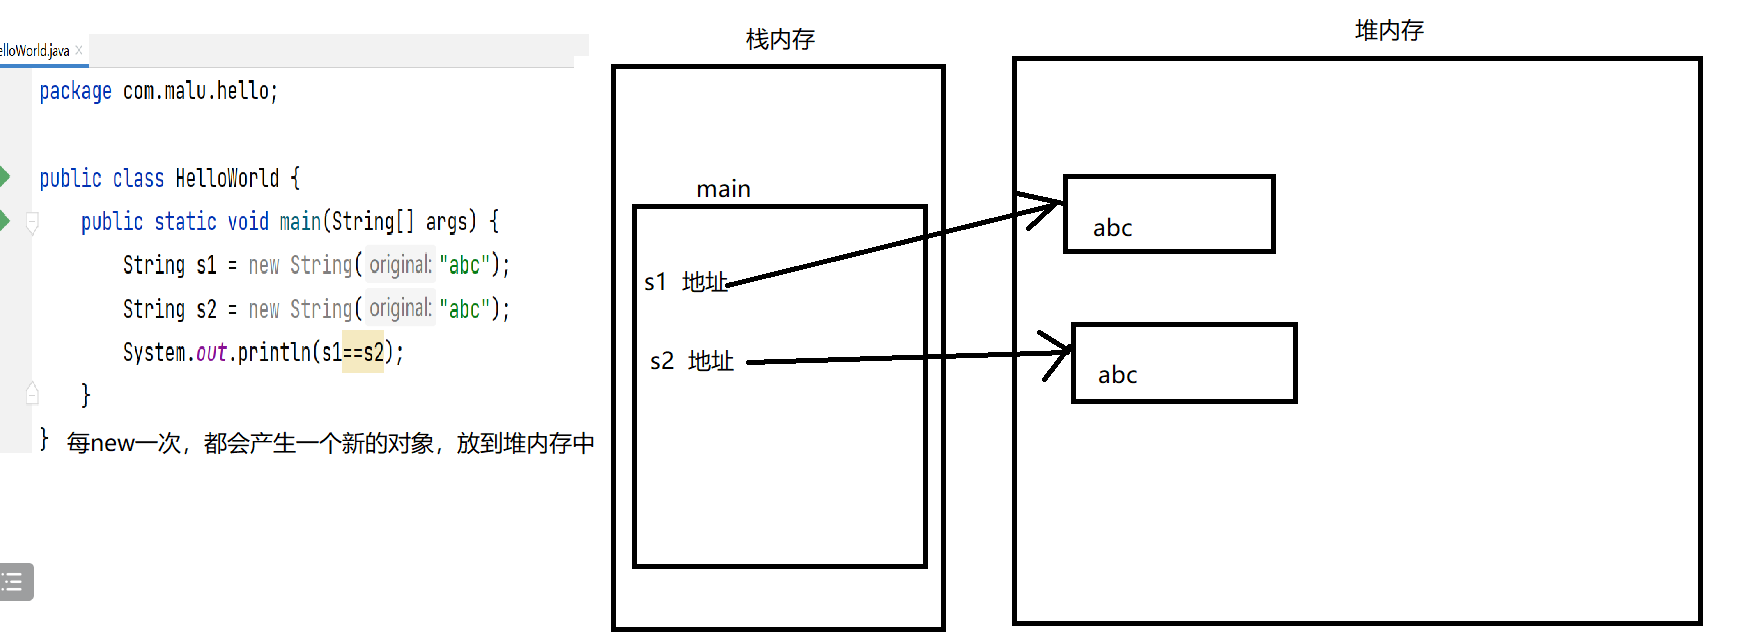 elloWorld.java ×
package com.malu.hello;
public class HelloWorld {
public static void main(String[] args) {
String s1 = new String( original: "abc");
String s2 = new String( original: "abc");
System.out.println(s1==s2);
}
}
每new一次，都会产生一个新的对象，放到堆内存中
栈内存
main
s1 地址
s2 地址
堆内存
abc
abc